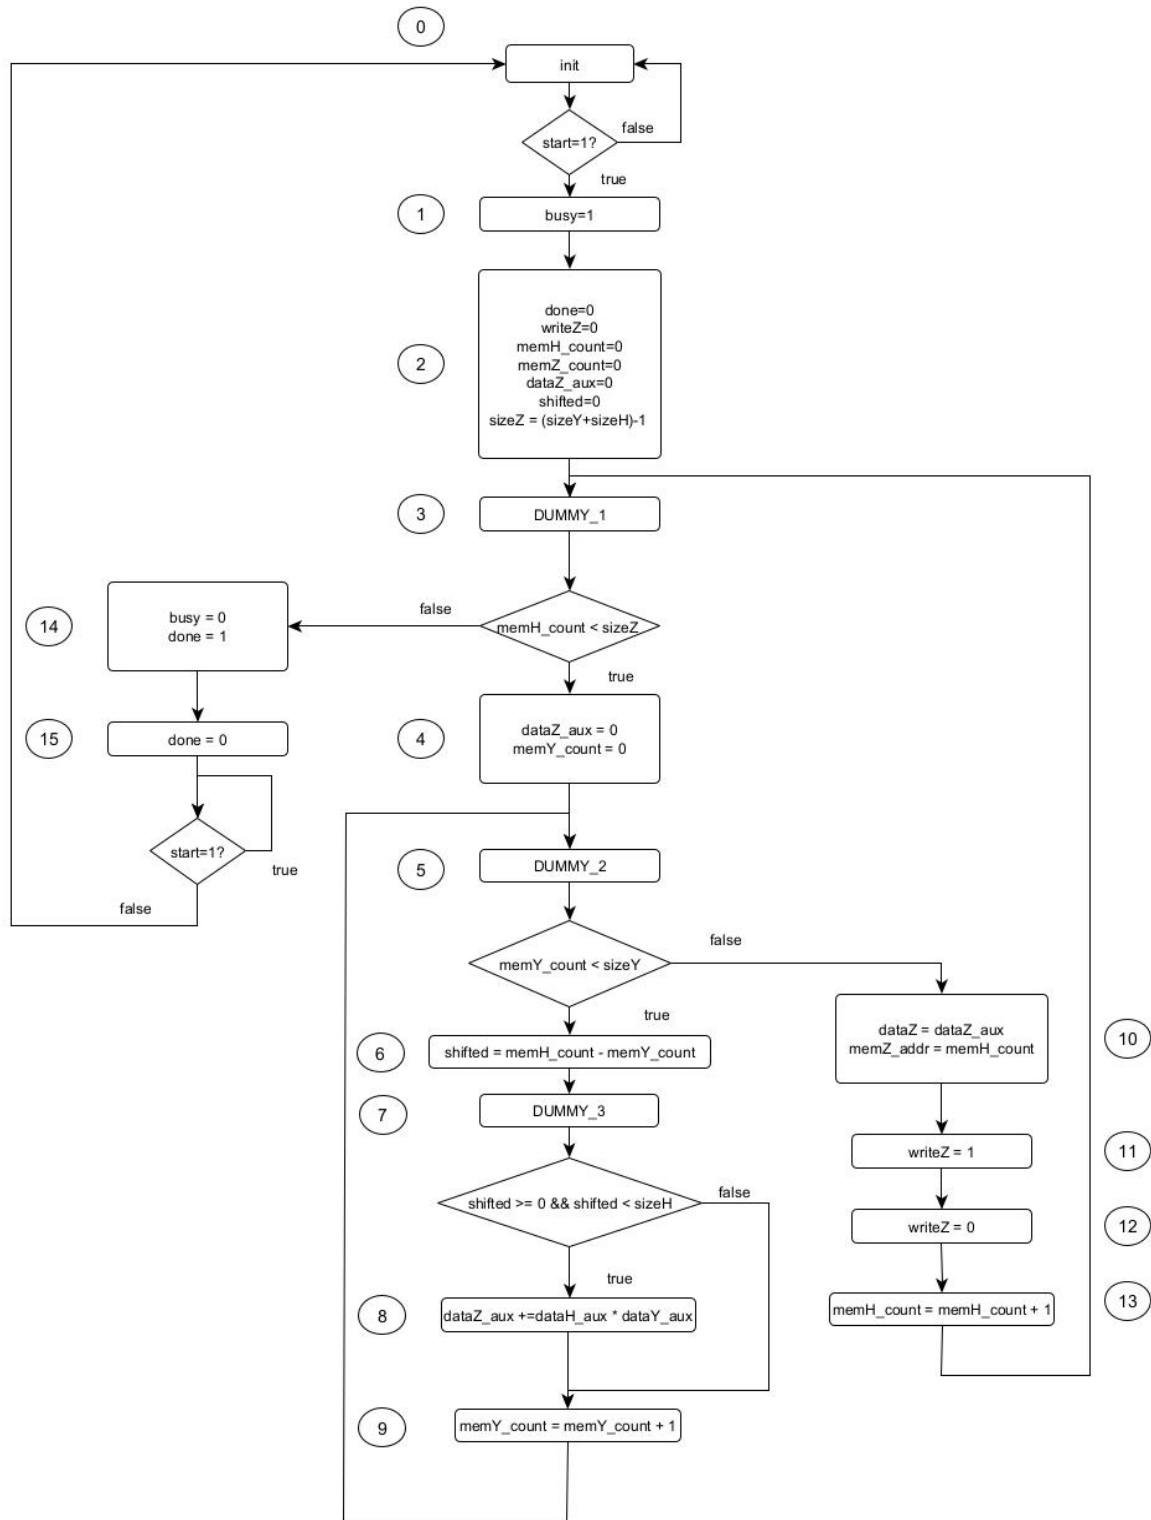 0
init
start=1?
false
true
1
busy=1
2
done=0
writeZ=0
memH_count=0
memZ_count=0
dataZ_aux=0
shifted=0
sizeZ = (sizeY+sizeH)-1
3
DUMMY_1
memH_count < sizeZ
false
true
14
busy = 0
done = 1
15
done = 0
start=1?
true
false
4
dataZ_aux = 0
memY_count = 0
5
DUMMY_2
memY_count < sizeY
false
true
6
shifted = memH_count - memY_count
7
DUMMY_3
shifted >= 0 && shifted < sizeH
false
true
8
dataZ_aux +=dataH_aux * dataY_aux
9
memY_count = memY_count + 1
dataZ = dataZ_aux
memZ_addr = memH_count
10
writeZ = 1
11
writeZ = 0
12
memH_count = memH_count + 1
13